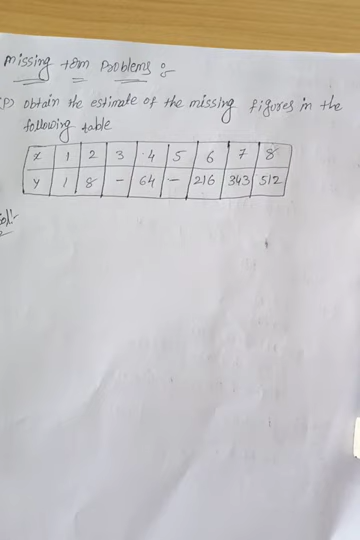 Missing term Problems :-
P) obtain the estimate of the missing figures in the
following table
x 1 2 3 4 5 6 7 8
y 1 8 - 64 - 216 343 512
sol:-